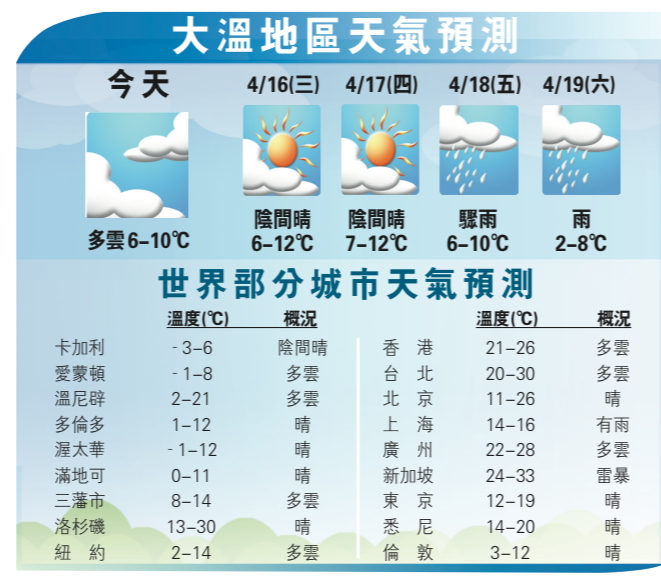 大溫地區天氣預測
今天 4/16(三) 4/17(四) 4/18(五) 4/19(六)
陰間晴 陰間晴 驟雨 雨
多雲6–10℃ 6–12℃ 7–12℃ 6–10℃ 2–8℃
世界部分城市天氣預測
溫度(℃) 概況 溫度(℃) 概況
卡加利 -3–6 陰間晴 香港 21–26 多雲
愛蒙頓 -1–8 多雲 台北 20–30 多雲
溫尼辟 2–21 多雲 北京 11–26 晴
多倫多 1–12 晴 上海 14–16 有雨
渥太華 -1–12 晴 廣州 22–28 多雲
滿地可 0–11 晴 新加坡 24–33 雷暴
三藩市 8–14 多雲 東京 12–19 晴
洛杉磯 13–30 晴 悉尼 14–20 晴
紐約 2–14 多雲 倫敦 3–12 晴